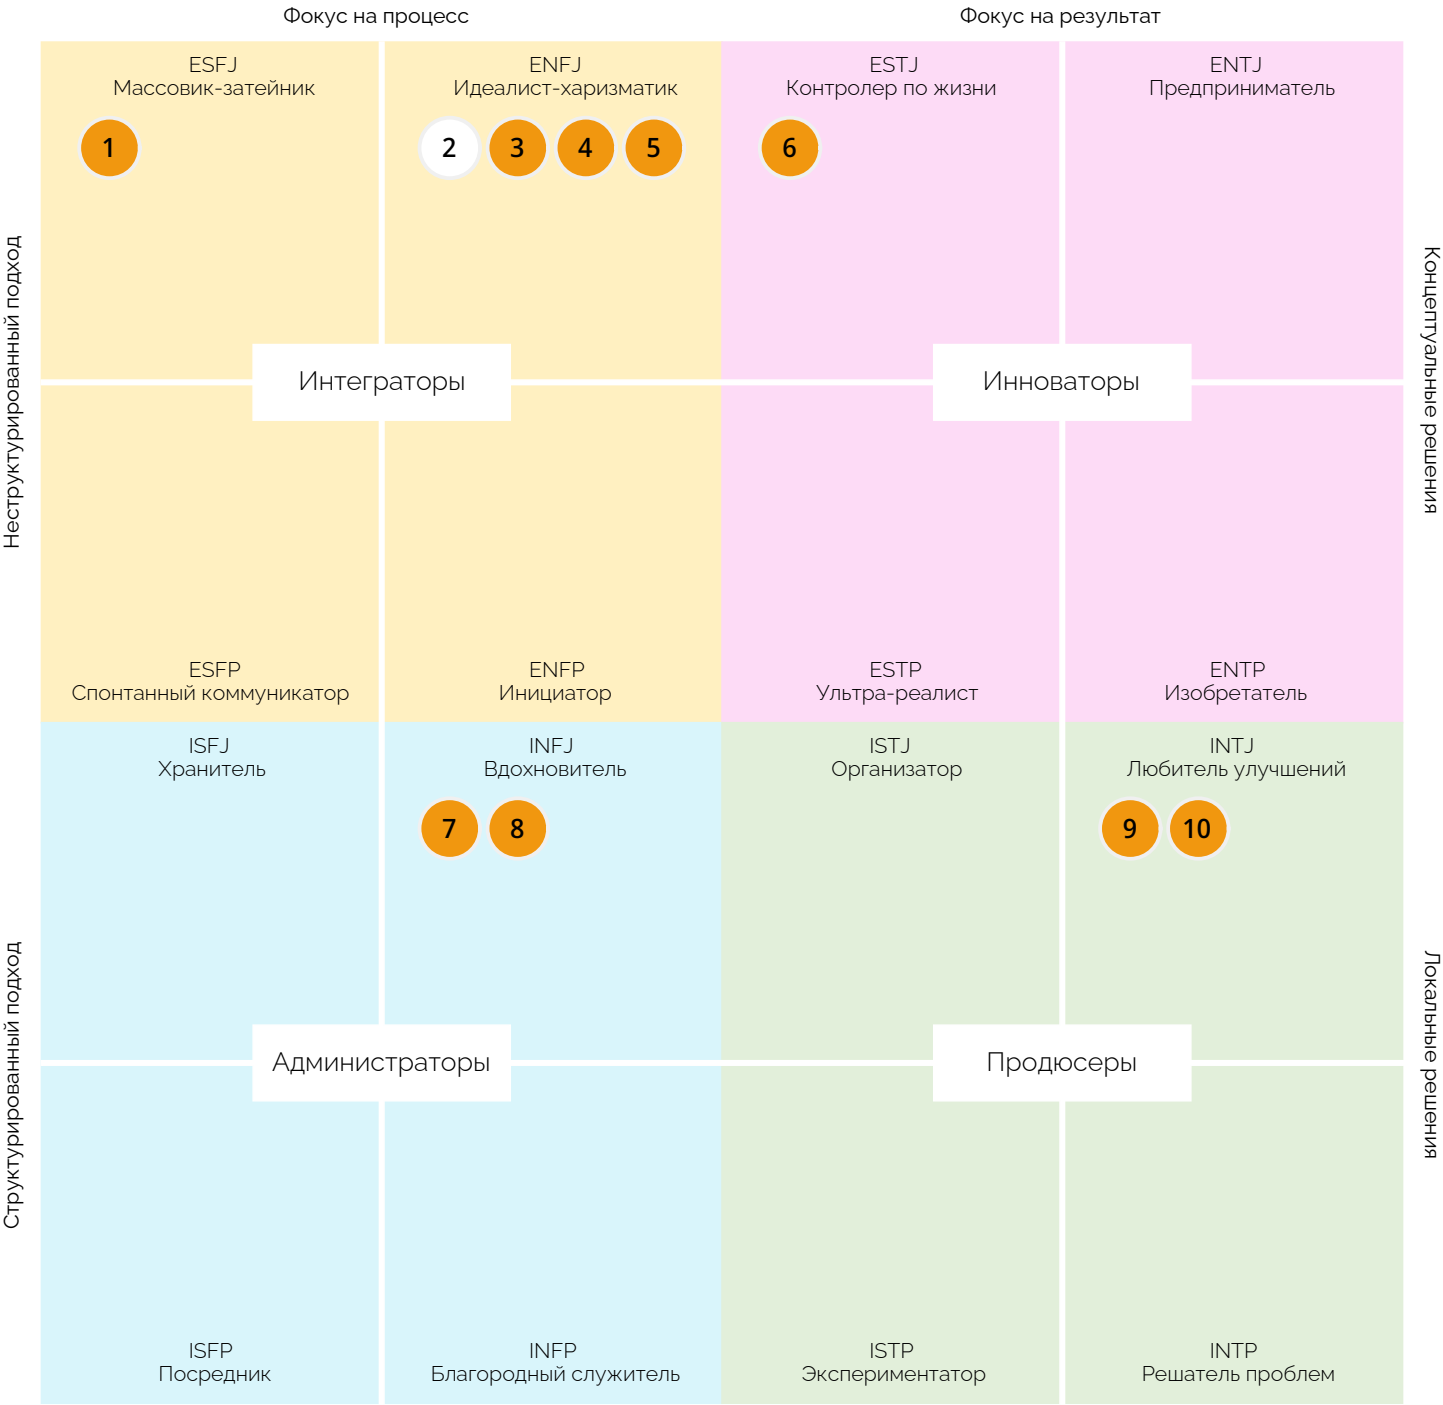 Фокус на процесс
Фокус на результат
ESFJ
Массовик-затейник
ENFJ
Идеалист-харизматик
ESTJ
Контролер по жизни
ENTJ
Предприниматель
1
2
3
4
5
6
Неструктурированный подход
Концептуальные решения
Интеграторы
Инноваторы
ESFP
Спонтанный коммуникатор
ENFP
Инициатор
ESTP
Ультра-реалист
ENTP
Изобретатель
ISFJ
Хранитель
INFJ
Вдохновитель
ISTJ
Организатор
INTJ
Любитель улучшений
7
8
9
10
Структурированный подход
Локальные решения
Администраторы
Продюсеры
ISFP
Посредник
INFP
Благородный служитель
ISTP
Экспериментатор
INTP
Решатель проблем